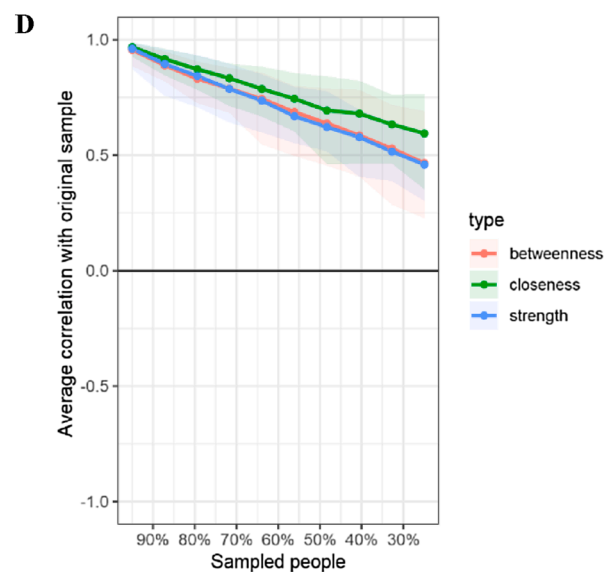 D
1.0
0.5
0.0
-0.5
-1.0
Average correlation with original sample
90% 80% 70% 60% 50% 40% 30%
Sampled people
type
betweenness
closeness
strength